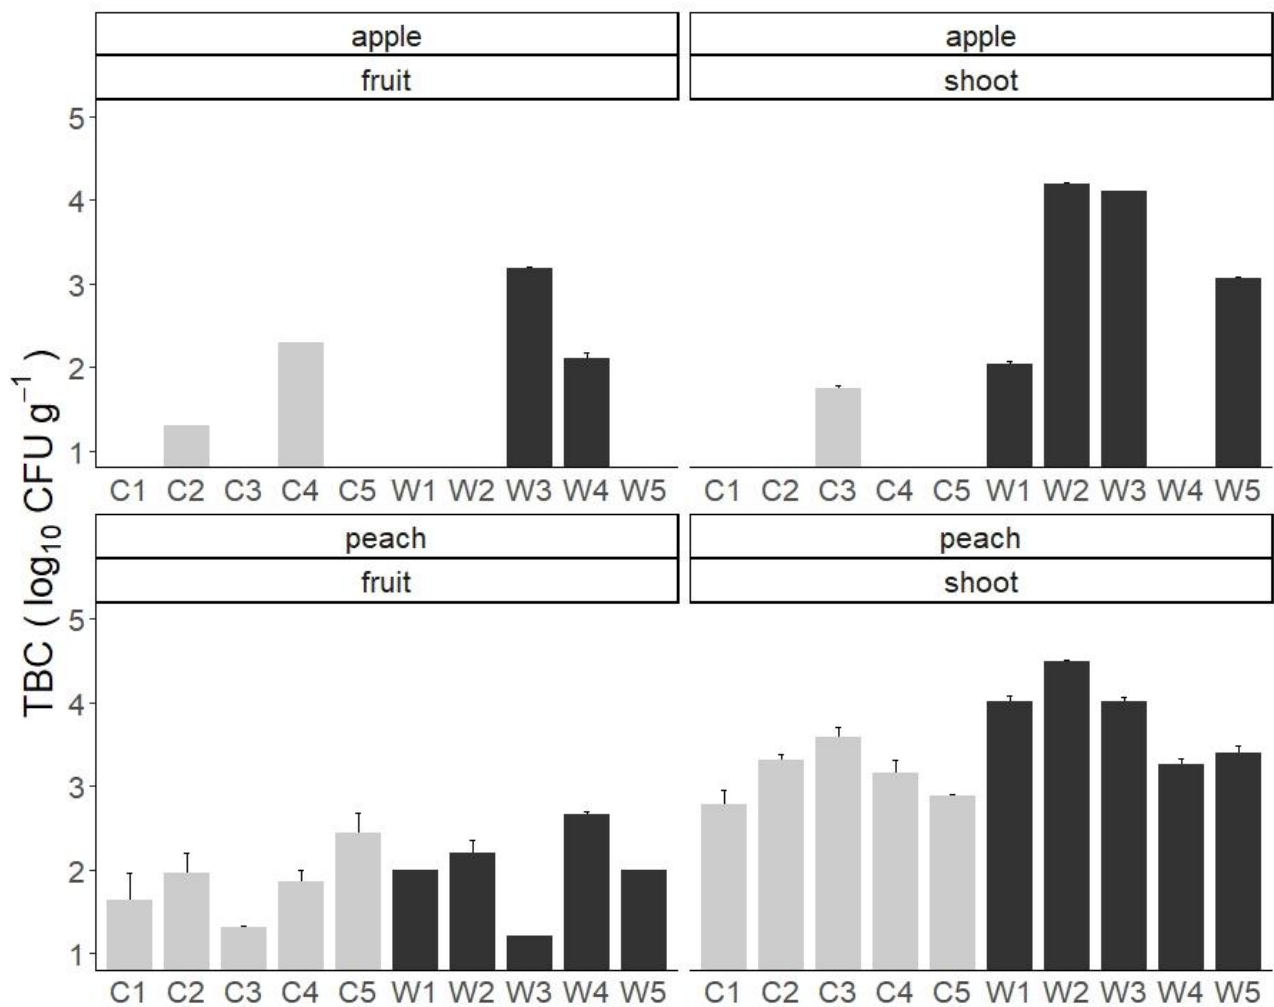 apple
apple
fruit
shoot
5
4
3
2
1
C1 C2 C3 C4 C5 W1 W2 W3 W4 W5
C1 C2 C3 C4 C5 W1 W2 W3 W4 W5
TBC ( log₁₀ CFU g⁻¹ )
peach
peach
fruit
shoot
5
4
3
2
1
C1 C2 C3 C4 C5 W1 W2 W3 W4 W5
C1 C2 C3 C4 C5 W1 W2 W3 W4 W5